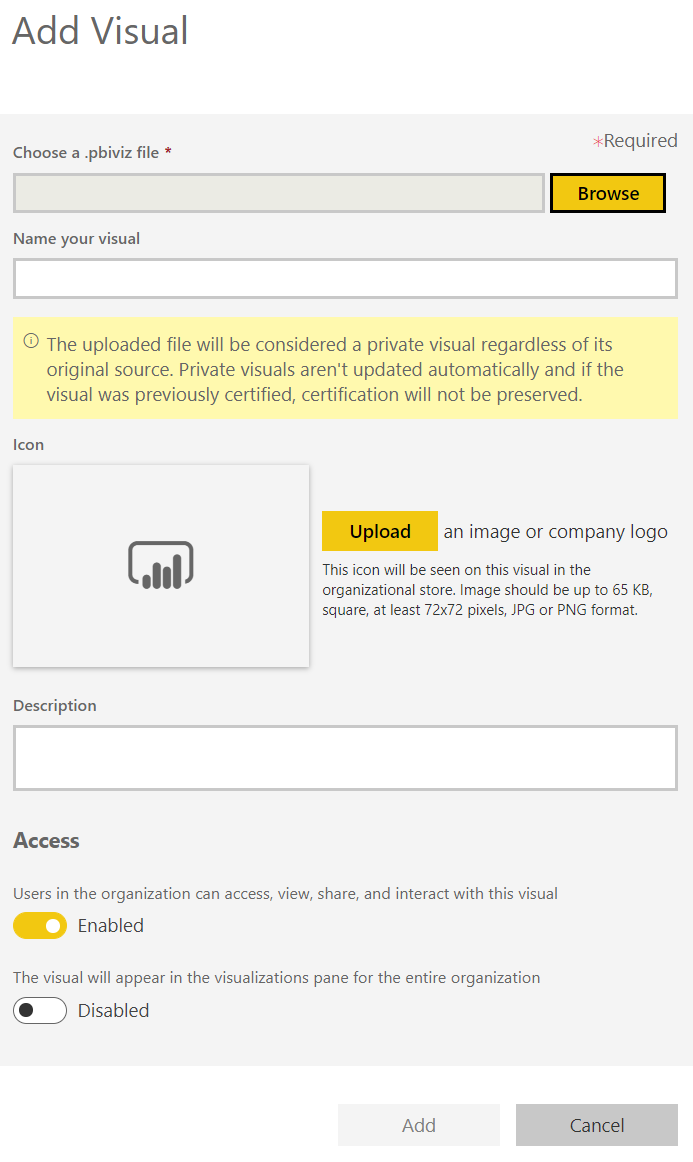 Add Visual
*Required
Choose a .pbiviz file *
Browse
Name your visual
The uploaded file will be considered a private visual regardless of its
original source. Private visuals aren't updated automatically and if the
visual was previously certified, certification will not be preserved.
Icon
Upload an image or company logo
This icon will be seen on this visual in the
organizational store. Image should be up to 65 KB,
square, at least 72x72 pixels, JPG or PNG format.
Description
Access
Users in the organization can access, view, share, and interact with this visual
Enabled
The visual will appear in the visualizations pane for the entire organization
Disabled
Add Cancel